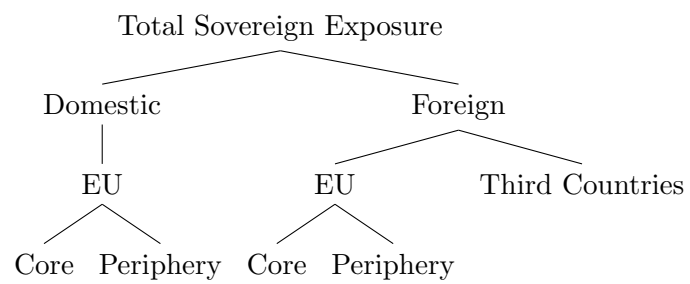 Total Sovereign Exposure
Domestic Foreign
EU EU Third Countries
Core Periphery Core Periphery